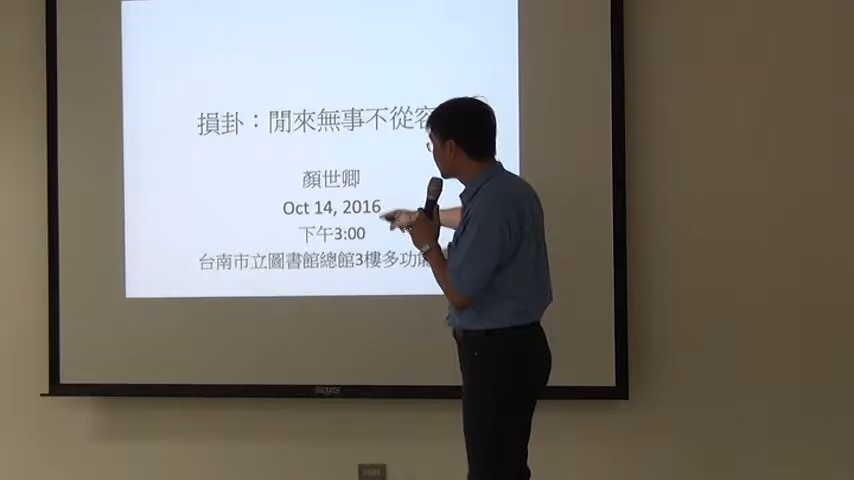 損卦：閒來無事不從容
顏世卿
Oct 14, 2016
下午3:00
台南市立圖書館總館3樓多功能